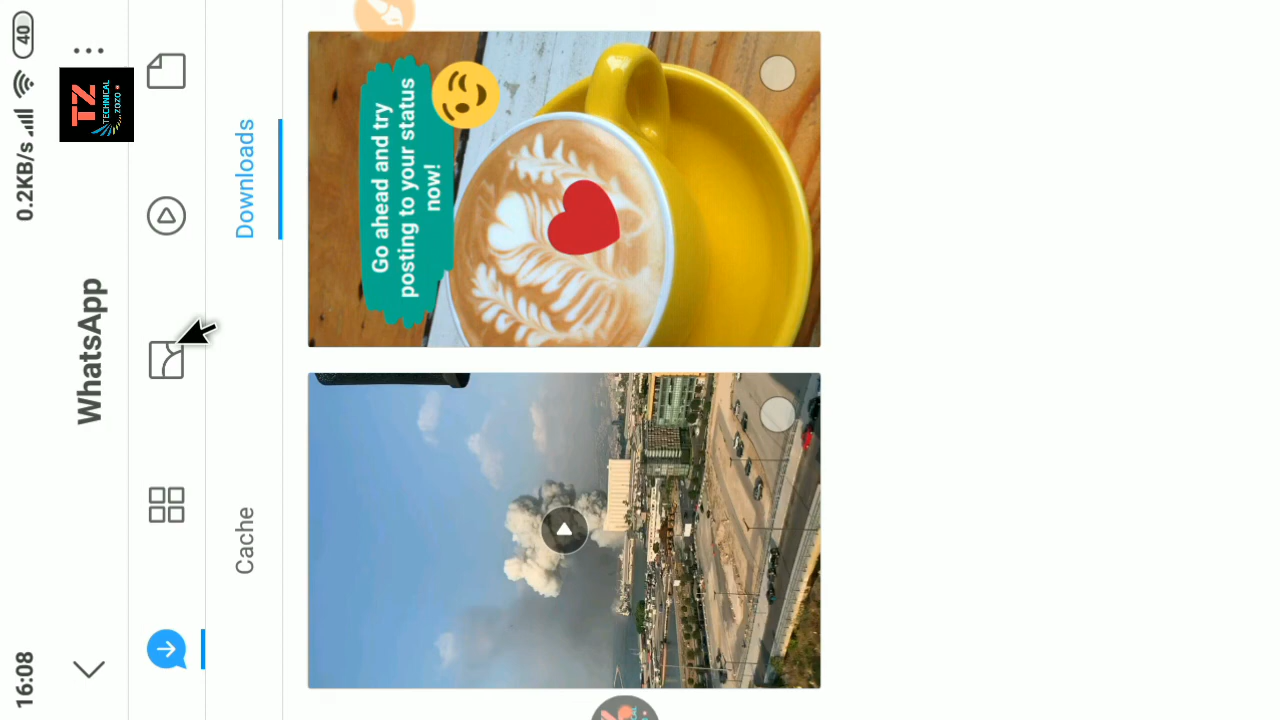 16:08
0.2KB/s
40
WhatsApp
TZ
TECHNICAL
ZOZO
Cache
Downloads
Go ahead and try
posting to your status
now!